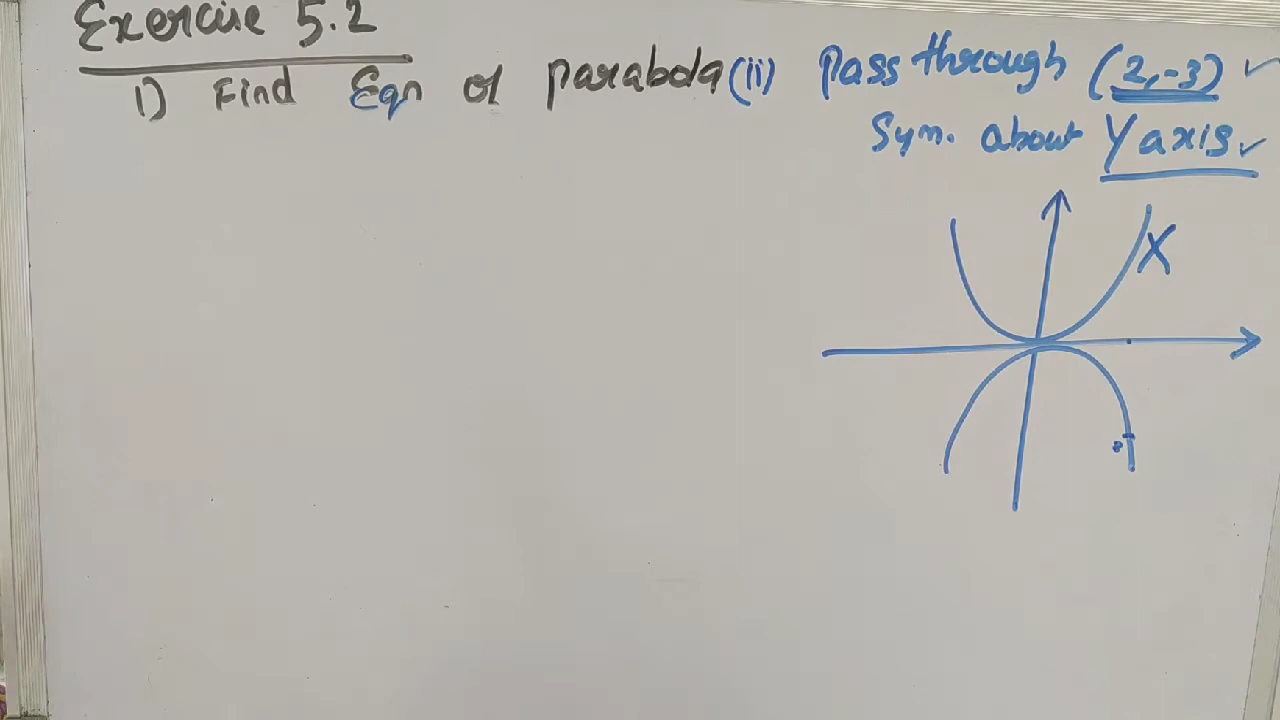 Exercise 5.2
1) Find Eqn of parabola (ii) Pass through (2,-3) ✓
Sym. about Y axis ✓
X